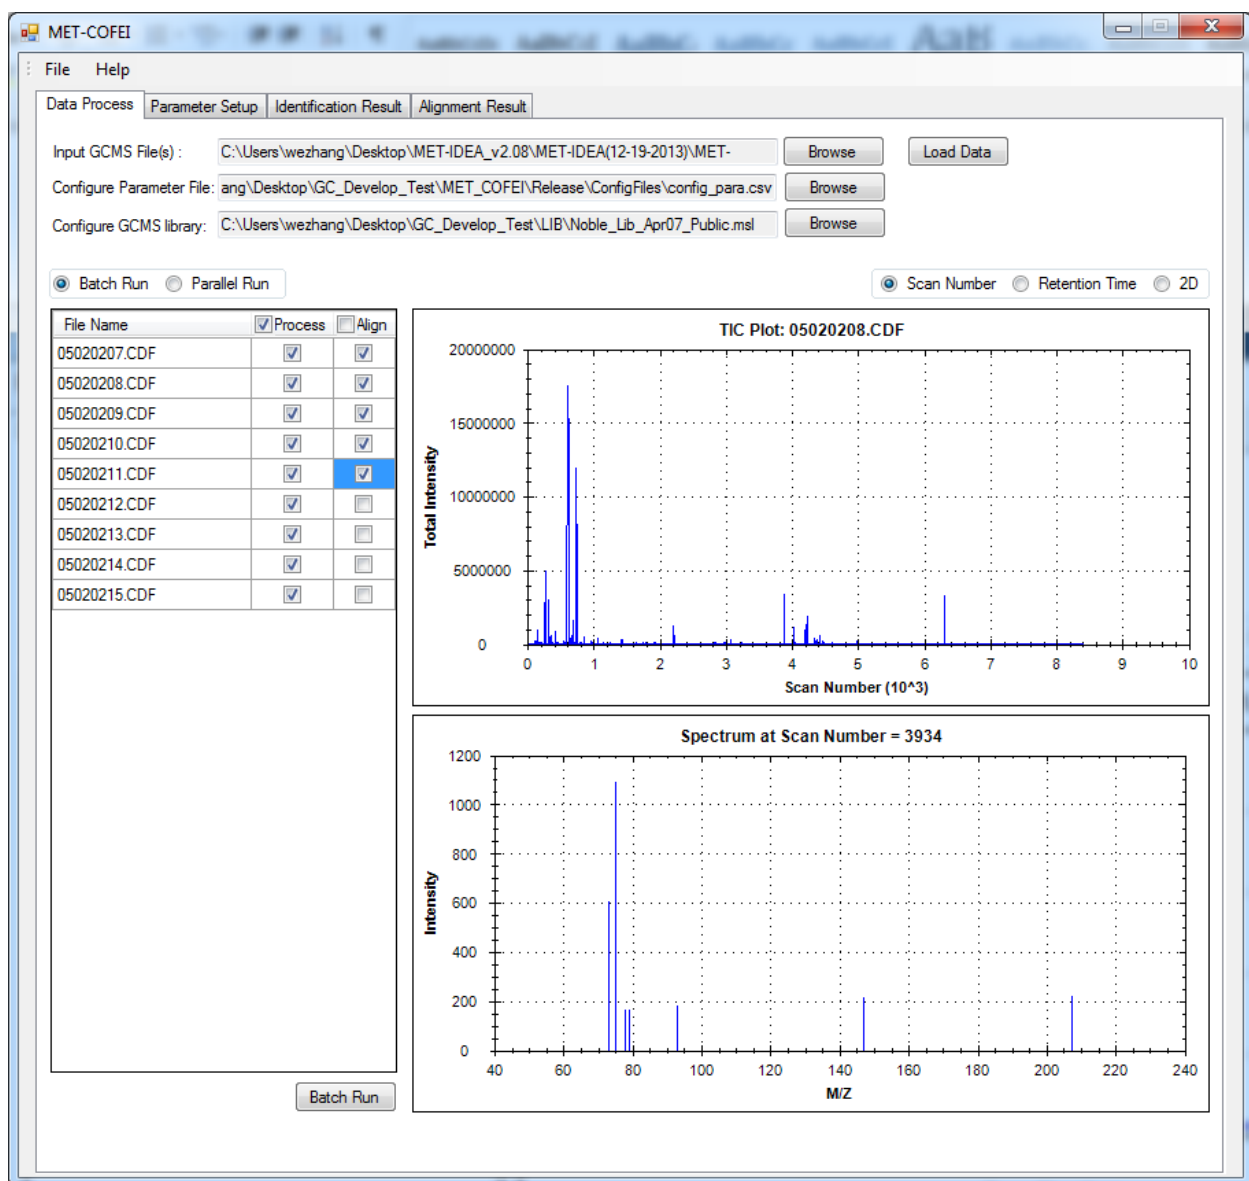 MET-COFEI
File Help
Data Process Parameter Setup Identification Result Alignment Result
Input GCMS File(s) : C:\Users\wezhang\Desktop\MET-IDEA_v2.08\MET-IDEA(12-19-2013)\MET- Browse Load Data
Configure Parameter File: ang\Desktop\GC_Develop_Test\MET_COFEI\Release\ConfigFiles\config_para.csv Browse
Configure GCMS library: C:\Users\wezhang\Desktop\GC_Develop_Test\LIB\Noble_Lib_Apr07_Public.msl Browse
Batch Run Parallel Run Scan Number Retention Time 2D
File Name Process Align
05020207.CDF
05020208.CDF
05020209.CDF
05020210.CDF
05020211.CDF
05020212.CDF
05020213.CDF
05020214.CDF
05020215.CDF
Batch Run
TIC Plot: 05020208.CDF
20000000
15000000
10000000
5000000
0
Total Intensity
0 1 2 3 4 5 6 7 8 9 10
Scan Number (10^3)
Spectrum at Scan Number = 3934
1200
1000
800
600
400
200
0
Intensity
40 60 80 100 120 140 160 180 200 220 240
M/Z